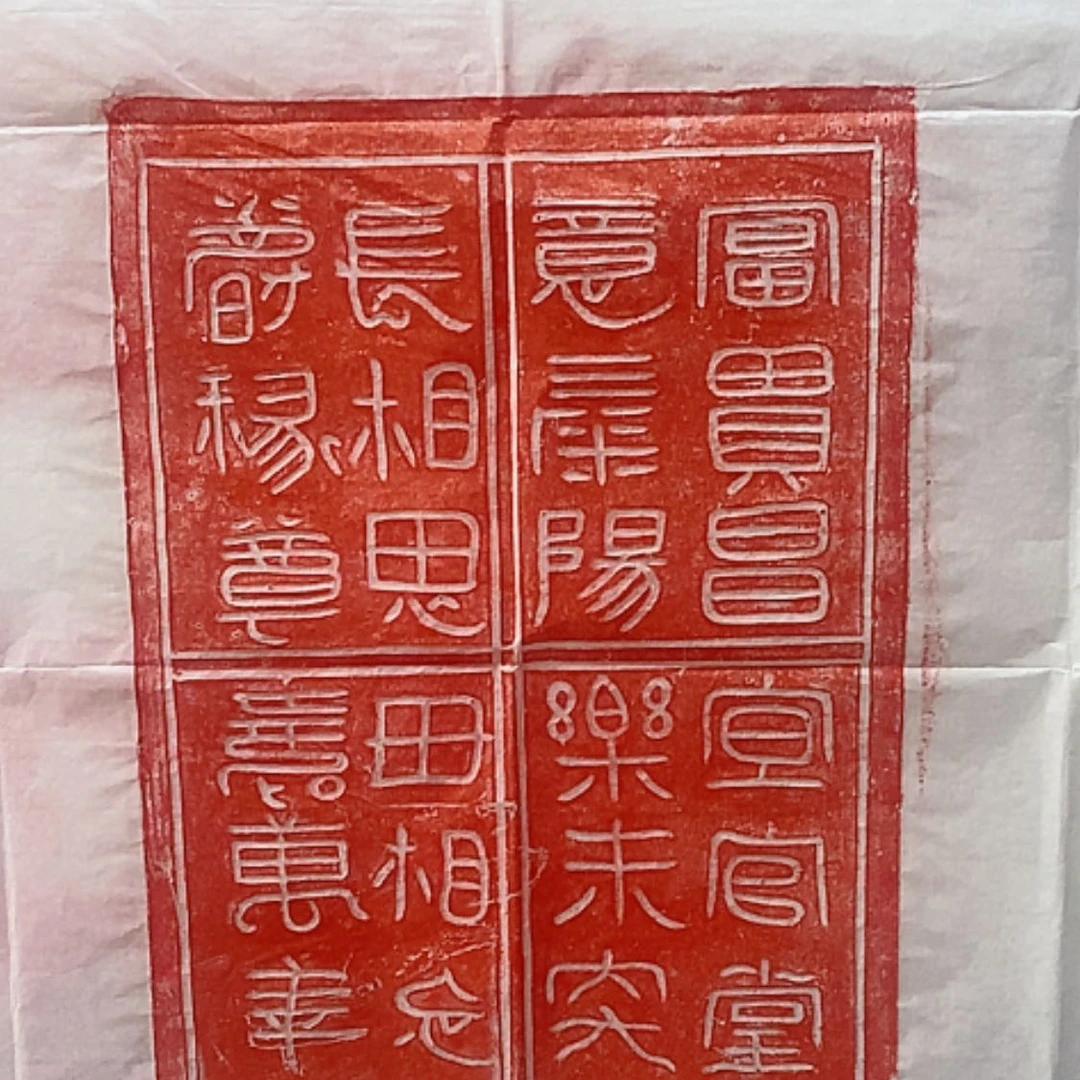 富貴昌宜宮堂
意氣陽樂未央
長相思毋相忘
爵祿尊壽萬年